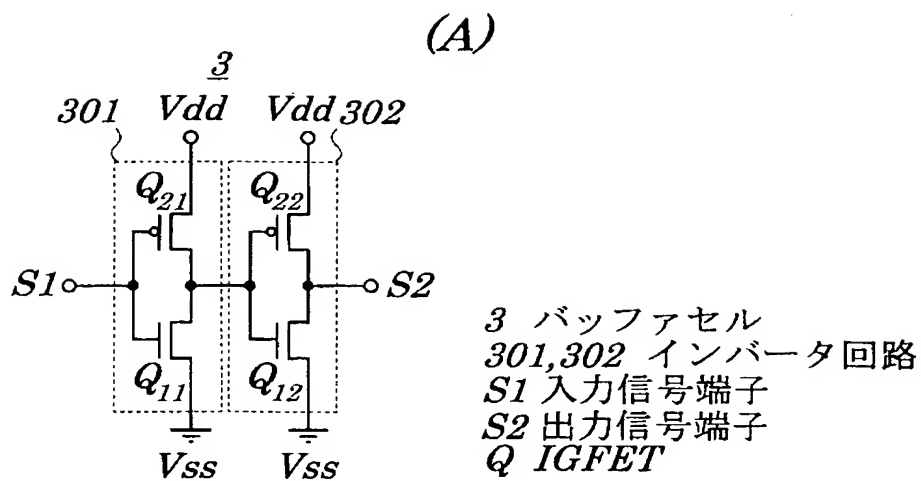 (A)
3
301 Vdd Vdd 302
Q21 Q22
S1 S2
Q11 Q12
Vss Vss
3 バッファセル
301,302 インバータ回路
S1 入力信号端子
S2 出力信号端子
Q IGFET